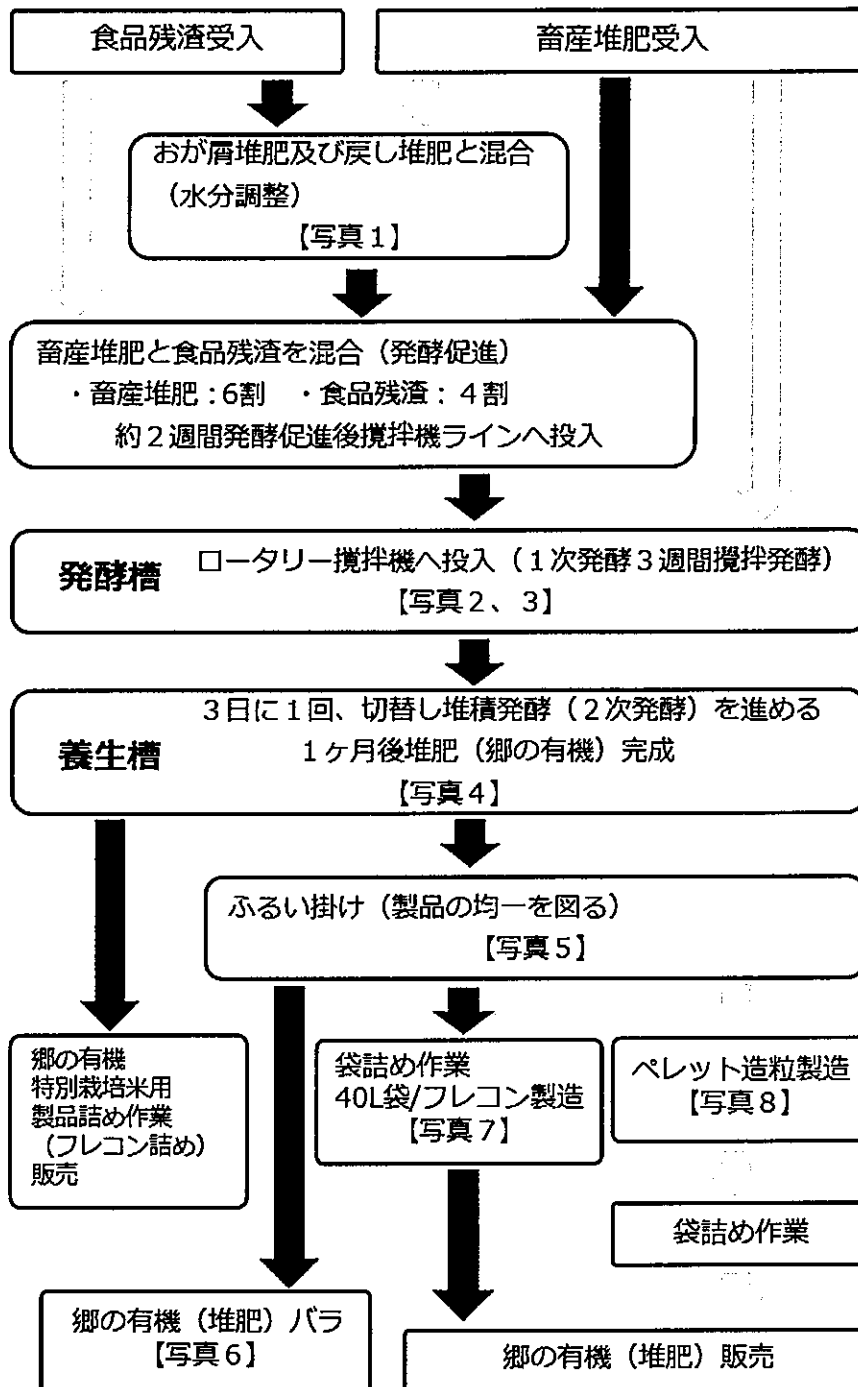 食品残渣受入
畜産堆肥受入
おが屑堆肥及び戻し堆肥と混合
（水分調整）
【写真１】
畜産堆肥と食品残渣を混合（発酵促進）
・畜産堆肥：6割　・食品残渣：４割
約２週間発酵促進後攪拌機ラインへ投入
発酵槽
ロータリー攪拌機へ投入（１次発酵３週間攪拌発酵）
【写真２、３】
養生槽
３日に１回、切替し堆積発酵（２次発酵）を進める
１ヶ月後堆肥（郷の有機）完成
【写真４】
ふるい掛け（製品の均一を図る）
【写真５】
郷の有機
特別栽培米用
製品詰め作業
（フレコン詰め）
販売
袋詰め作業
40L袋/フレコン製造
【写真７】
ペレット造粒製造
【写真８】
袋詰め作業
郷の有機（堆肥）バラ
【写真６】
郷の有機（堆肥）販売